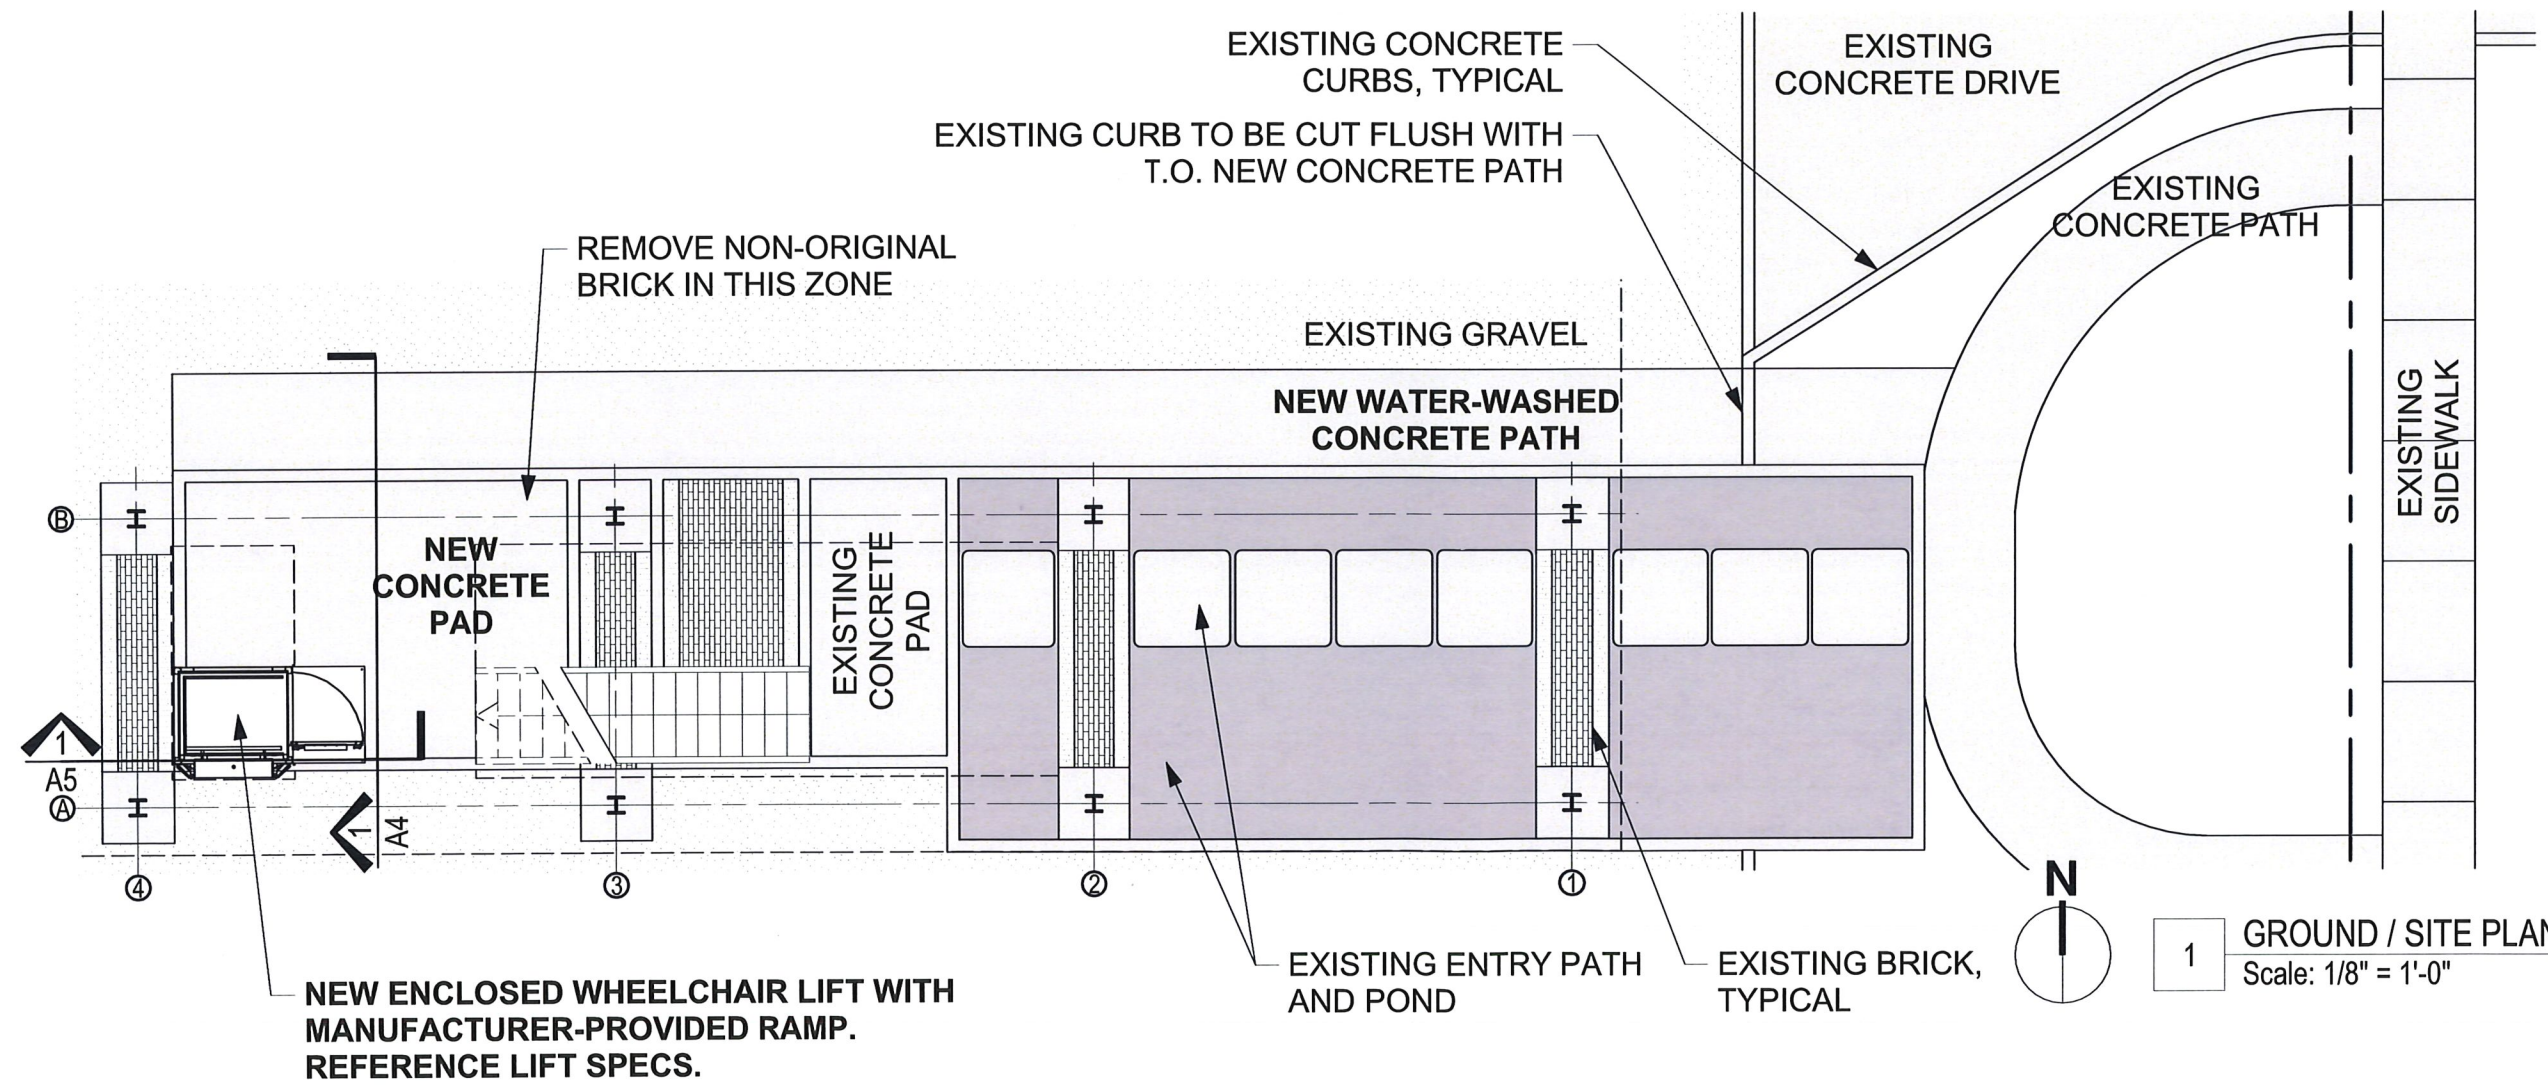 EXISTING CONCRETE
CURBS, TYPICAL
EXISTING
CONCRETE DRIVE
EXISTING CURB TO BE CUT FLUSH WITH
T.O. NEW CONCRETE PATH
EXISTING
CONCRETE PATH
REMOVE NON-ORIGINAL
BRICK IN THIS ZONE
EXISTING GRAVEL
NEW WATER-WASHED
CONCRETE PATH
EXISTING
SIDEWALK
B
NEW
CONCRETE
PAD
EXISTING
CONCRETE
PAD
1
A5
A
1
A4
4
3
2
1
N
EXISTING ENTRY PATH
AND POND
EXISTING BRICK,
TYPICAL
1
GROUND / SITE PLAN
Scale: 1/8" = 1'-0"
NEW ENCLOSED WHEELCHAIR LIFT WITH
MANUFACTURER-PROVIDED RAMP.
REFERENCE LIFT SPECS.